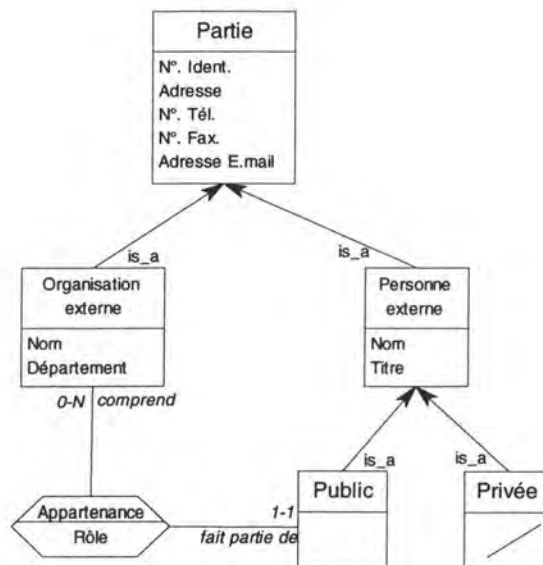 Partie
N°. Ident.
Adresse
N°. Tél.
N°. Fax.
Adresse E.mail
is_a
is_a
Organisation
externe
Nom
Département
Personne
externe
Nom
Titre
0-N comprend
is_a
is_a
Appartenance
Rôle
1-1
fait partie de
Public
Privée